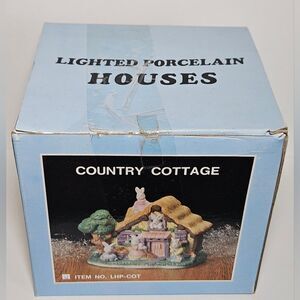 LIGHTED PORCELAIN
HOUSES
COUNTRY COTTAGE
ITEM NO. LHP-COT